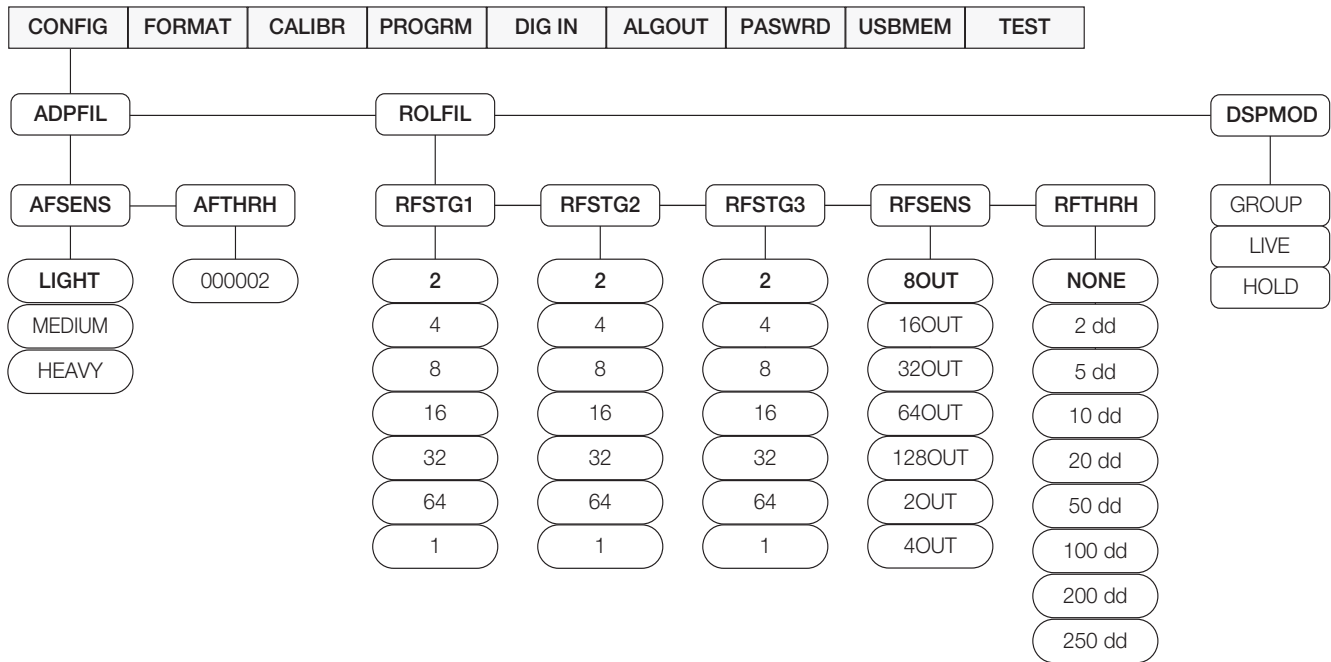 CONFIG FORMAT CALIBR PROGRM DIG IN ALGOUT PASWRD USBMEM TEST
ADPFIL ROLFIL DSPMOD
AFSENS AFTHRH RFSTG1 RFSTG2 RFSTG3 RFSENS RFTHRH GROUP
LIVE
LIGHT 000002 2 2 2 8OUT NONE HOLD
MEDIUM 4 4 4 16OUT 2 dd
HEAVY 8 8 8 32OUT 5 dd
16 16 16 64OUT 10 dd
32 32 32 128OUT 20 dd
64 64 64 2OUT 50 dd
1 1 1 4OUT 100 dd
200 dd
250 dd